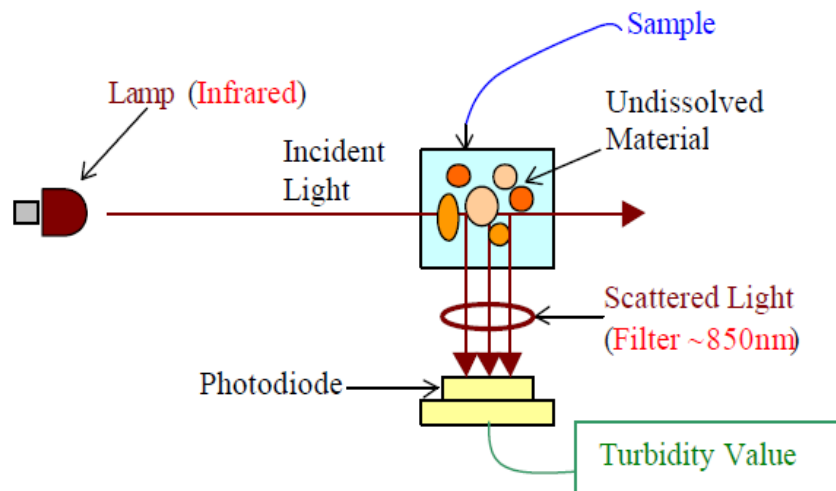 Sample
Lamp (Infrared)
Undissolved
Material
Incident
Light
Scattered Light
(Filter ~850nm)
Photodiode
Turbidity Value